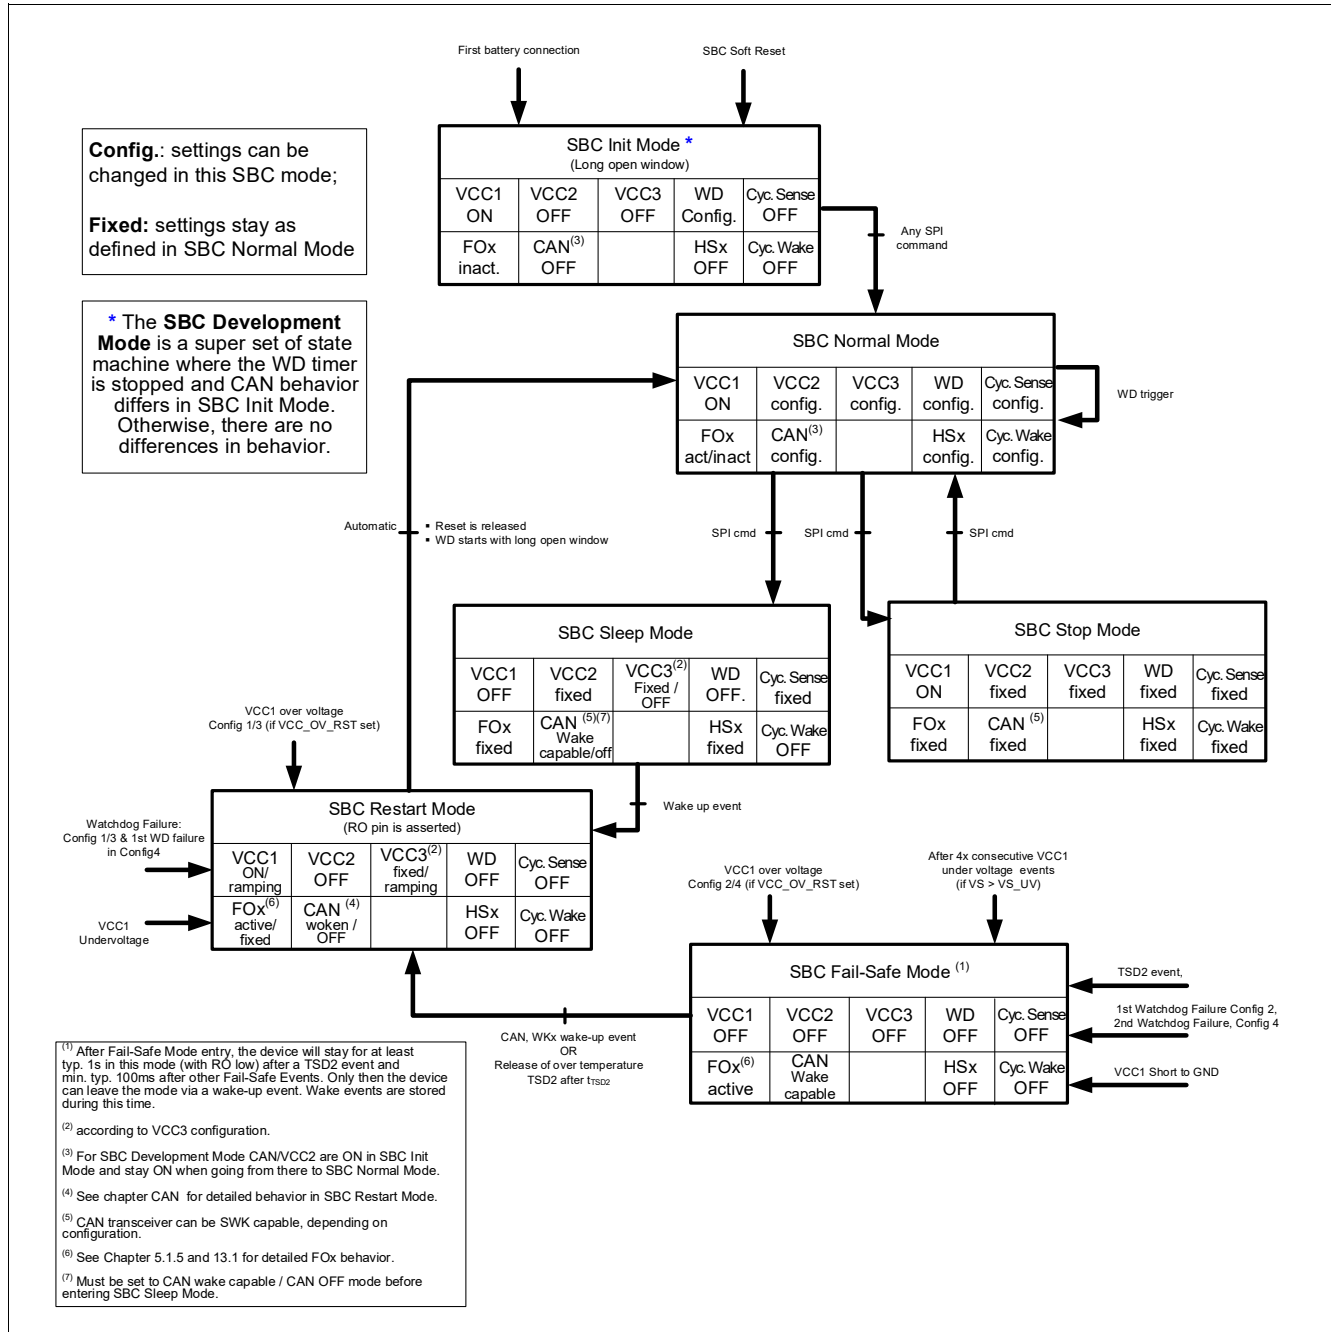 First battery connection
SBC Soft Reset
Config.: settings can be
changed in this SBC mode;
Fixed: settings stay as
defined in SBC Normal Mode
* The SBC Development
Mode is a super set of state
machine where the WD timer
is stopped and CAN behavior
differs in SBC Init Mode.
Otherwise, there are no
differences in behavior.
SBC Init Mode *
(Long open window)
VCC1 VCC2 VCC3 WD Cyc. Sense
ON OFF OFF Config. OFF
FOx CAN(3) HSx Cyc. Wake
inact. OFF OFF OFF
Any SPI
command
SBC Normal Mode
VCC1 VCC2 VCC3 WD Cyc. Sense
ON config. config. config. config.
FOx CAN(3) HSx Cyc. Wake
act/inact config. config. config.
WD trigger
Automatic
▪ Reset is released
▪ WD starts with long open window
SPI cmd
SPI cmd
SPI cmd
SBC Sleep Mode
VCC1 VCC2 VCC3(2) WD Cyc. Sense
OFF fixed Fixed / OFF OFF. fixed
FOx CAN (5)(7) HSx Cyc. Wake
fixed Wake capable/off fixed OFF
SBC Stop Mode
VCC1 VCC2 VCC3 WD Cyc. Sense
ON fixed fixed fixed fixed
FOx CAN (5) HSx Cyc. Wake
fixed fixed fixed fixed
VCC1 over voltage
Config 1/3 (if VCC_OV_RST set)
Wake up event
Watchdog Failure:
Config 1/3 & 1st WD failure
in Config4
VCC1
Undervoltage
SBC Restart Mode
(RO pin is asserted)
VCC1 VCC2 VCC3(2) WD Cyc. Sense
ON/ ramping OFF fixed/ ramping OFF OFF
FOx(6) CAN (4) HSx Cyc. Wake
active/ fixed woken / OFF OFF OFF
VCC1 over voltage
Config 2/4 (if VCC_OV_RST set)
After 4x consecutive VCC1
under voltage events
(if VS > VS_UV)
SBC Fail-Safe Mode (1)
VCC1 VCC2 VCC3 WD Cyc. Sense
OFF OFF OFF OFF OFF
FOx(6) CAN HSx Cyc. Wake
active Wake capable OFF OFF
TSD2 event,
1st Watchdog Failure Config 2,
2nd Watchdog Failure, Config 4
VCC1 Short to GND
CAN, WKx wake-up event
OR
Release of over temperature
TSD2 after tTSD2
(1) After Fail-Safe Mode entry, the device will stay for at least
typ. 1s in this mode (with RO low) after a TSD2 event and
min. typ. 100ms after other Fail-Safe Events. Only then the device
can leave the mode via a wake-up event. Wake events are stored
during this time.
(2) according to VCC3 configuration.
(3) For SBC Development Mode CAN/VCC2 are ON in SBC Init
Mode and stay ON when going from there to SBC Normal Mode.
(4) See chapter CAN for detailed behavior in SBC Restart Mode.
(5) CAN transceiver can be SWK capable, depending on
configuration.
(6) See Chapter 5.1.5 and 13.1 for detailed FOx behavior.
(7) Must be set to CAN wake capable / CAN OFF mode before
entering SBC Sleep Mode.